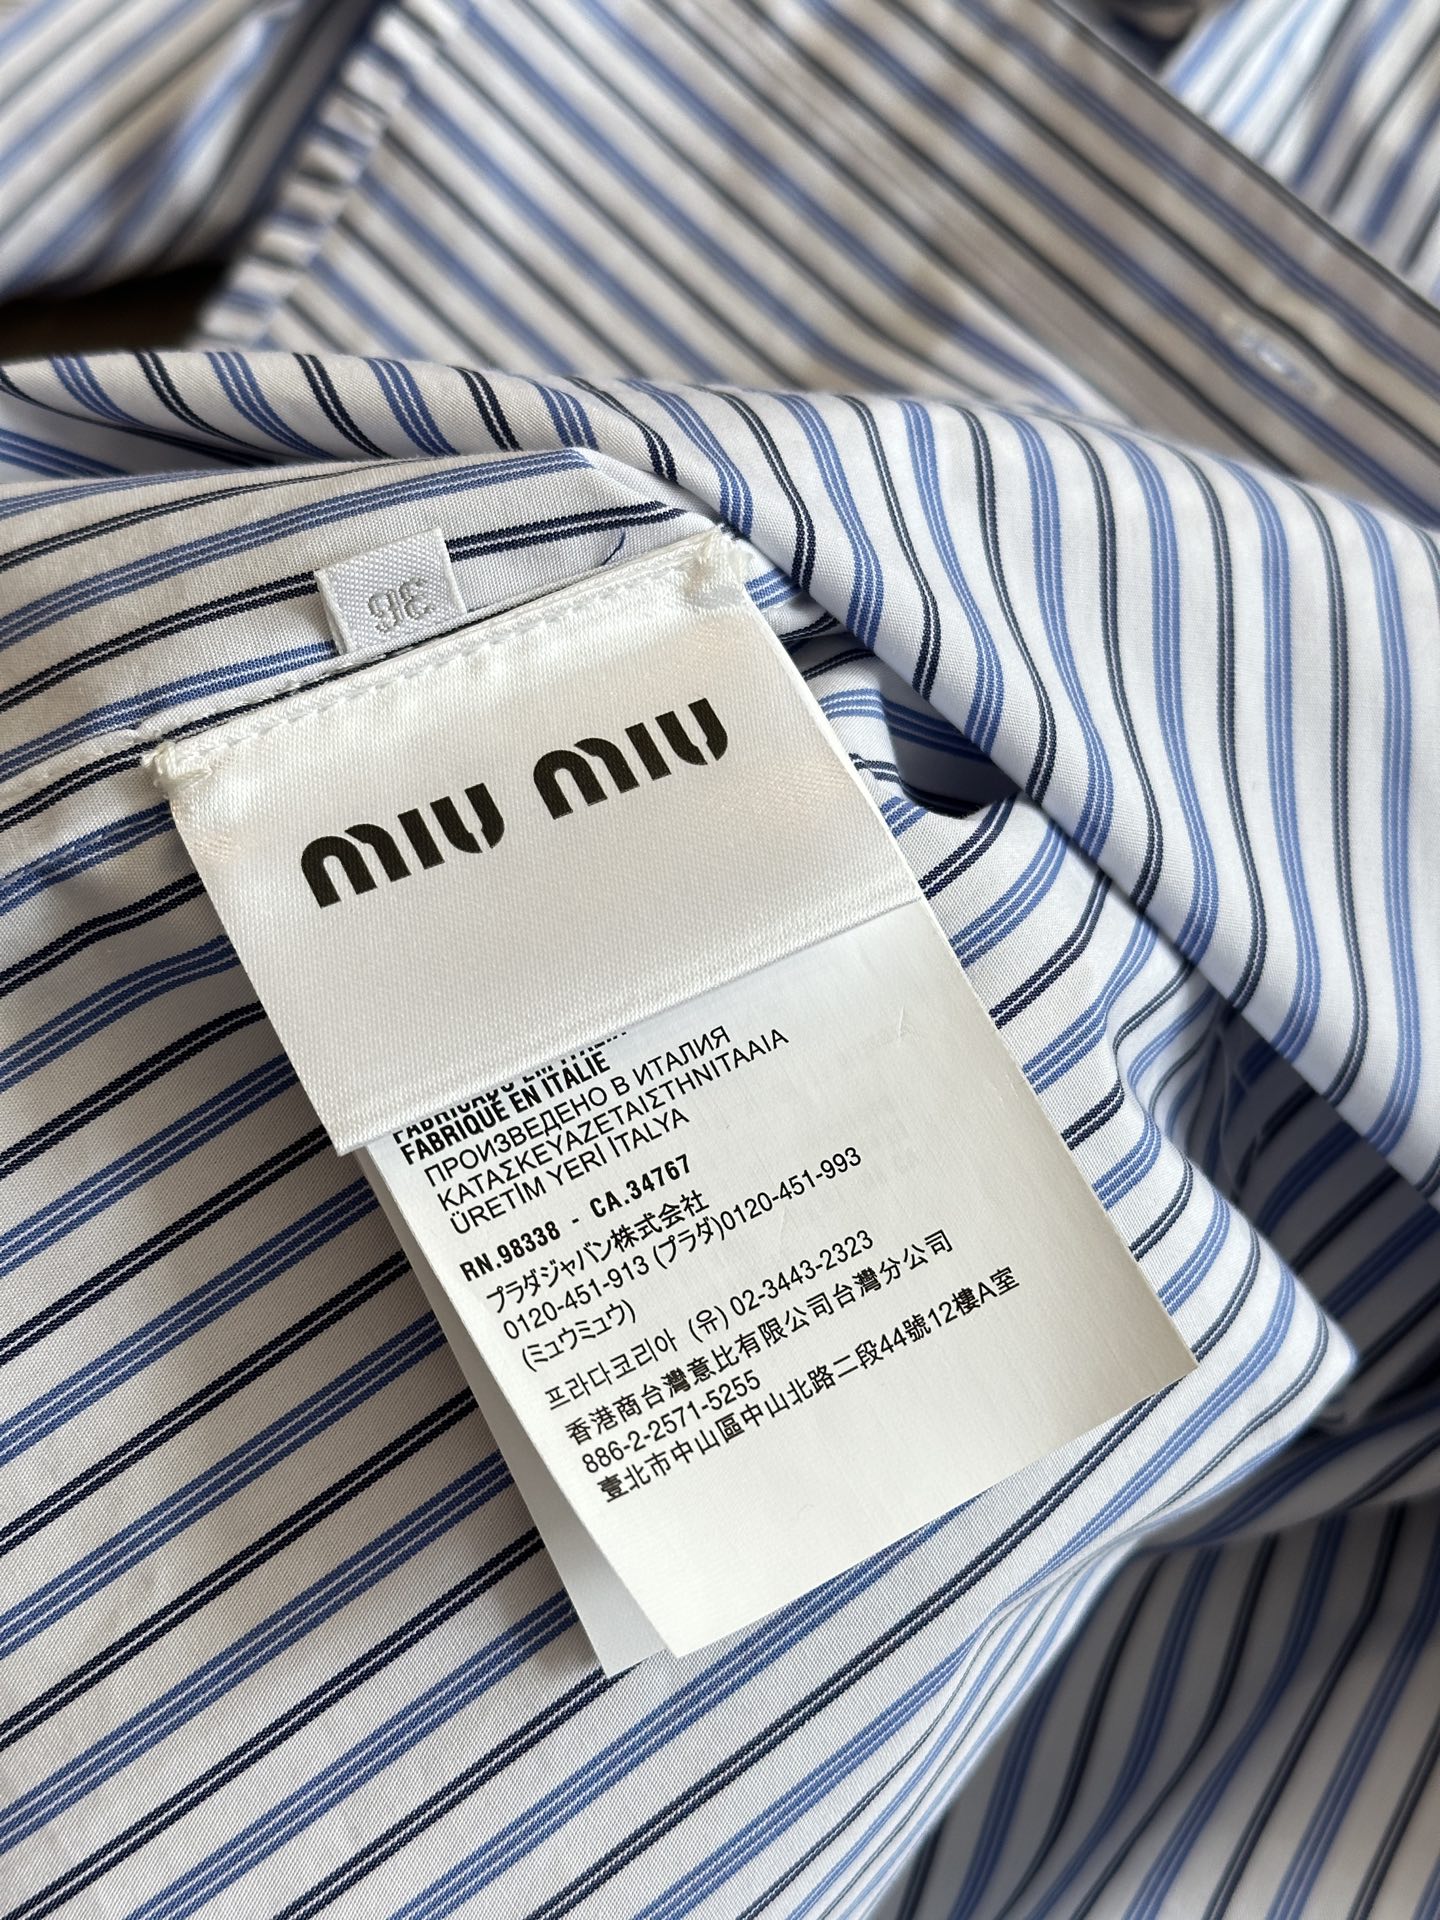 36
miu miu
FABRIQUÉ EN ITALIE
ПРОИЗВЕДЕНО В ИТАЛИЯ
ΚΑΤΑΣΚΕΥΑΖΕΤΑΙΣΤΗΝΙΤΑΑΙΑ
ÜRETİM YERİ İTALYA
RN.98338 - CA.34767
プラダジャパン株式会社
0120-451-913 (プラダ)0120-451-993
(ミュウミュウ)
프라다코리아 (유) 02-3443-2323
香港商台灣意比有限公司台灣分公司
886-2-2571-5255
臺北市中山區中山北路二段44號12樓A室